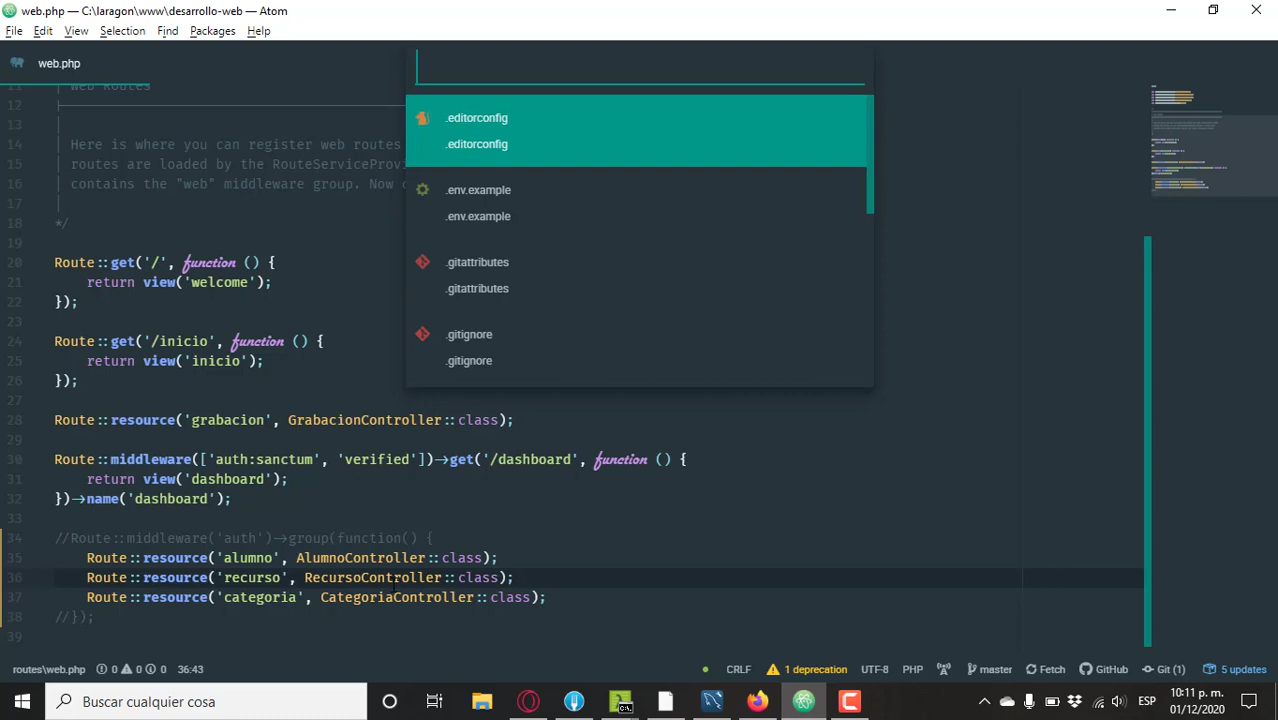 web.php — C:\laragon\www\desarrollo-web — Atom
File Edit View Selection Find Packages Help
web.php
.editorconfig
.editorconfig
.env.example
.env.example
.gitattributes
.gitattributes
.gitignore
.gitignore
11 | Web Routes
12 |
13 |
14 | Here is where you can register web routes
15 | routes are loaded by the
16 | contains the "web" middleware group. Now
17 |
18 */
19
20 Route::get('/', function () {
21 return view('welcome');
22 });
23
24 Route::get('/inicio', function () {
25 return view('inicio');
26 });
27
28 Route::resource('grabacion', GrabacionController::class);
29
30 Route::middleware(['auth:sanctum', 'verified'])->get('/dashboard', function () {
31 return view('dashboard');
32 })->name('dashboard');
33
34 //Route::middleware('auth')->group(function() {
35 Route::resource('alumno', AlumnoController::class);
36 Route::resource('recurso', RecursoController::class);
37 Route::resource('categoria', CategoriaController::class);
38 //});
39
routes\web.php 0 0 0 36:43 CRLF 1 deprecation UTF-8 PHP master Fetch GitHub Git (1) 5 updates
Buscar cualquier cosa
ESP
10:11 p. m.
01/12/2020